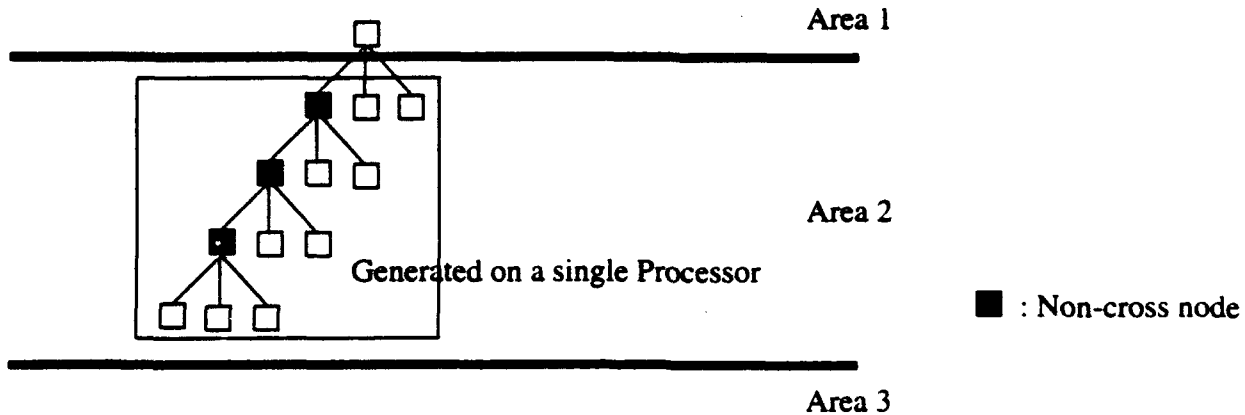 Area 1
Area 2
Generated on a single Processor
: Non-cross node
Area 3